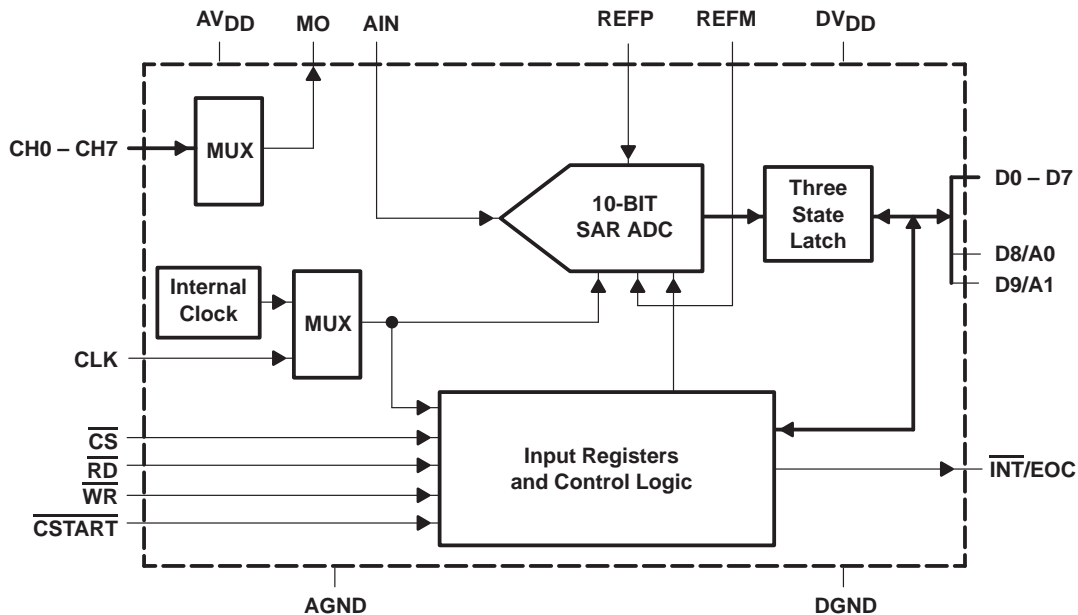 AVDD
MO
AIN
REFP
REFM
DVDD
CH0 – CH7
MUX
10-BIT
SAR ADC
Three
State
Latch
D0 – D7
D8/A0
D9/A1
Internal
Clock
MUX
CLK
CS
RD
WR
CSTART
Input Registers
and Control Logic
INT/EOC
AGND
DGND